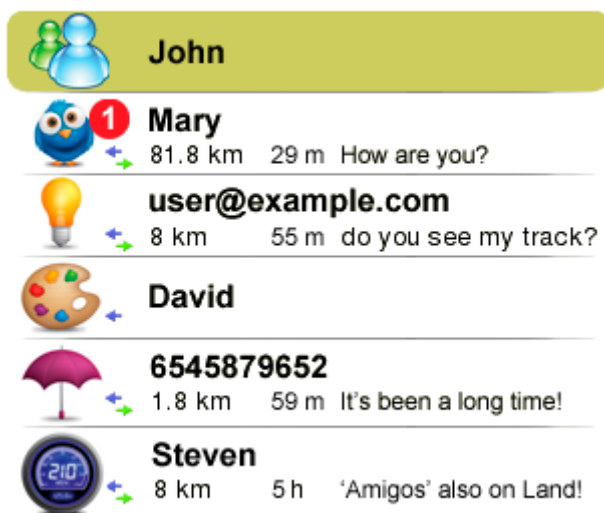 John
1
Mary
81.8 km 29 m How are you?
user@example.com
8 km 55 m do you see my track?
David
6545879652
1.8 km 59 m It's been a long time!
Steven
210
8 km 5 h ‘Amigos’ also on Land!